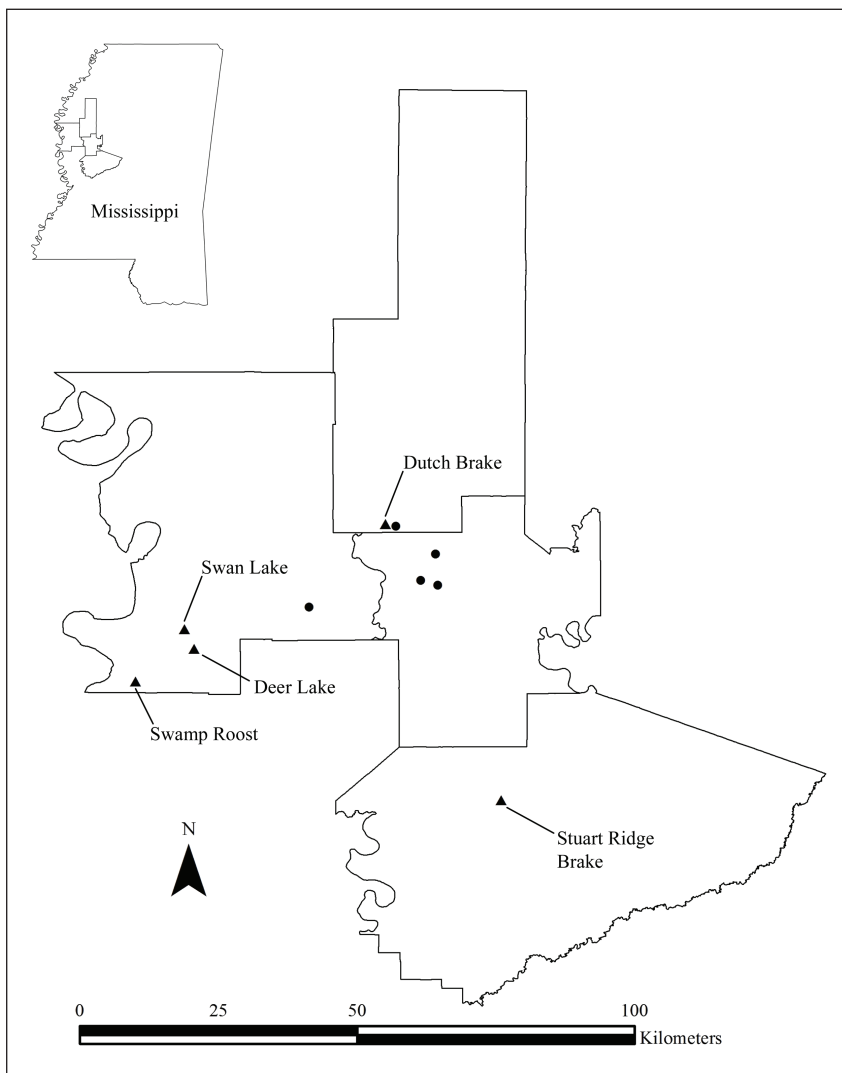 Mississippi
Dutch Brake
Swan Lake
Deer Lake
Swamp Roost
Stuart Ridge
Brake
N
0 25 50 100
Kilometers